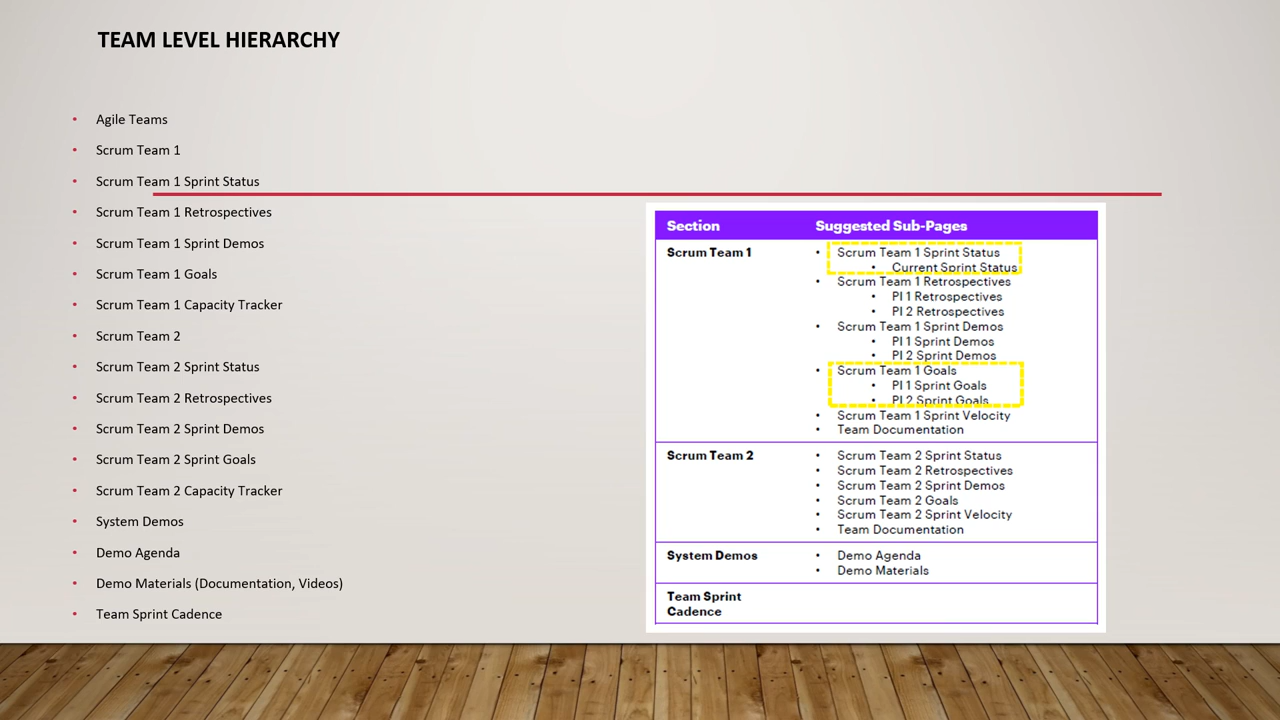 TEAM LEVEL HIERARCHY
• Agile Teams
• Scrum Team 1
• Scrum Team 1 Sprint Status
• Scrum Team 1 Retrospectives
• Scrum Team 1 Sprint Demos
• Scrum Team 1 Goals
• Scrum Team 1 Capacity Tracker
• Scrum Team 2
• Scrum Team 2 Sprint Status
• Scrum Team 2 Retrospectives
• Scrum Team 2 Sprint Demos
• Scrum Team 2 Sprint Goals
• Scrum Team 2 Capacity Tracker
• System Demos
• Demo Agenda
• Demo Materials (Documentation, Videos)
• Team Sprint Cadence
Section Suggested Sub-Pages
Scrum Team 1 • Scrum Team 1 Sprint Status
• Current Sprint Status
• Scrum Team 1 Retrospectives
• PI 1 Retrospectives
• PI 2 Retrospectives
• Scrum Team 1 Sprint Demos
• PI 1 Sprint Demos
• PI 2 Sprint Demos
• Scrum Team 1 Goals
• PI 1 Sprint Goals
• PI 2 Sprint Goals
• Scrum Team 1 Sprint Velocity
• Team Documentation
Scrum Team 2 • Scrum Team 2 Sprint Status
• Scrum Team 2 Retrospectives
• Scrum Team 2 Sprint Demos
• Scrum Team 2 Goals
• Scrum Team 2 Sprint Velocity
• Team Documentation
System Demos • Demo Agenda
• Demo Materials
Team Sprint
Cadence